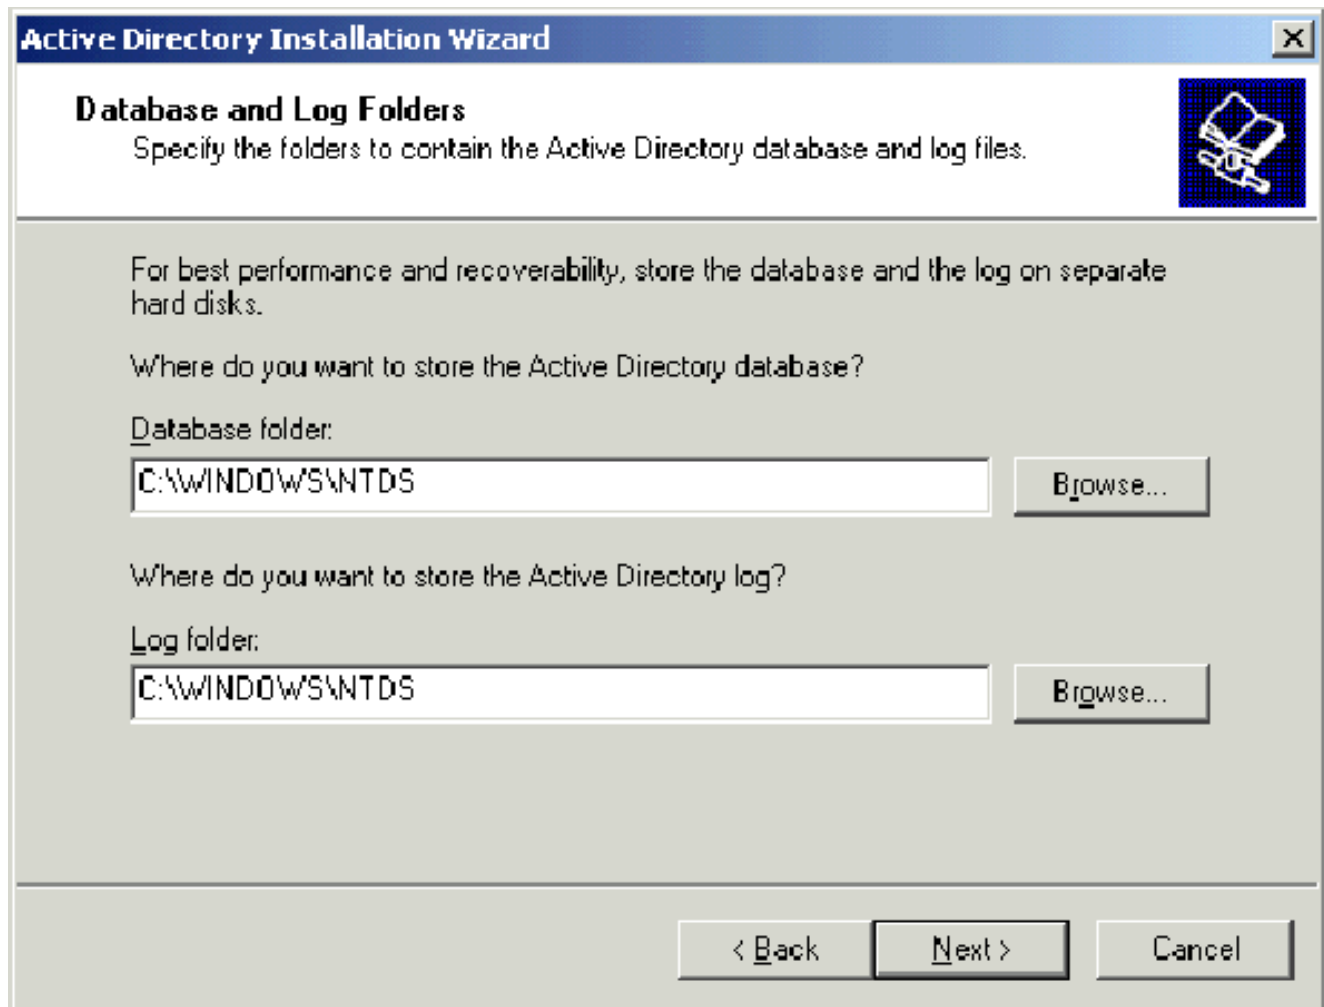 Active Directory Installation Wizard
Database and Log Folders
Specify the folders to contain the Active Directory database and log files.
For best performance and recoverability, store the database and the log on separate
hard disks.
Where do you want to store the Active Directory database?
Database folder:
C:\WINDOWS\NTDS
Browse...
Where do you want to store the Active Directory log?
Log folder:
C:\WINDOWS\NTDS
Browse...
< Back
Next >
Cancel